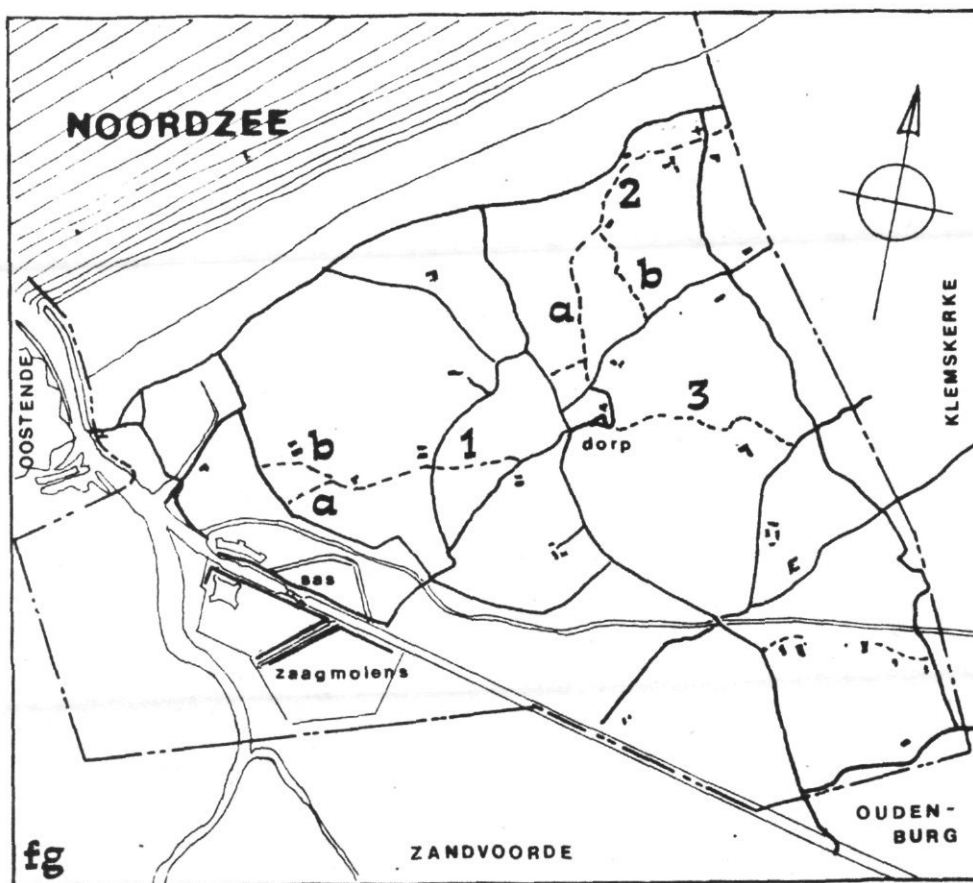 NOORDZEE
2
b
a
OOSTENDE
KLEMSKERKE
3
dorp
b
1
a
sas
zaagmolens
E
OUDEN-
BURG
ZANDVOORDE
fg